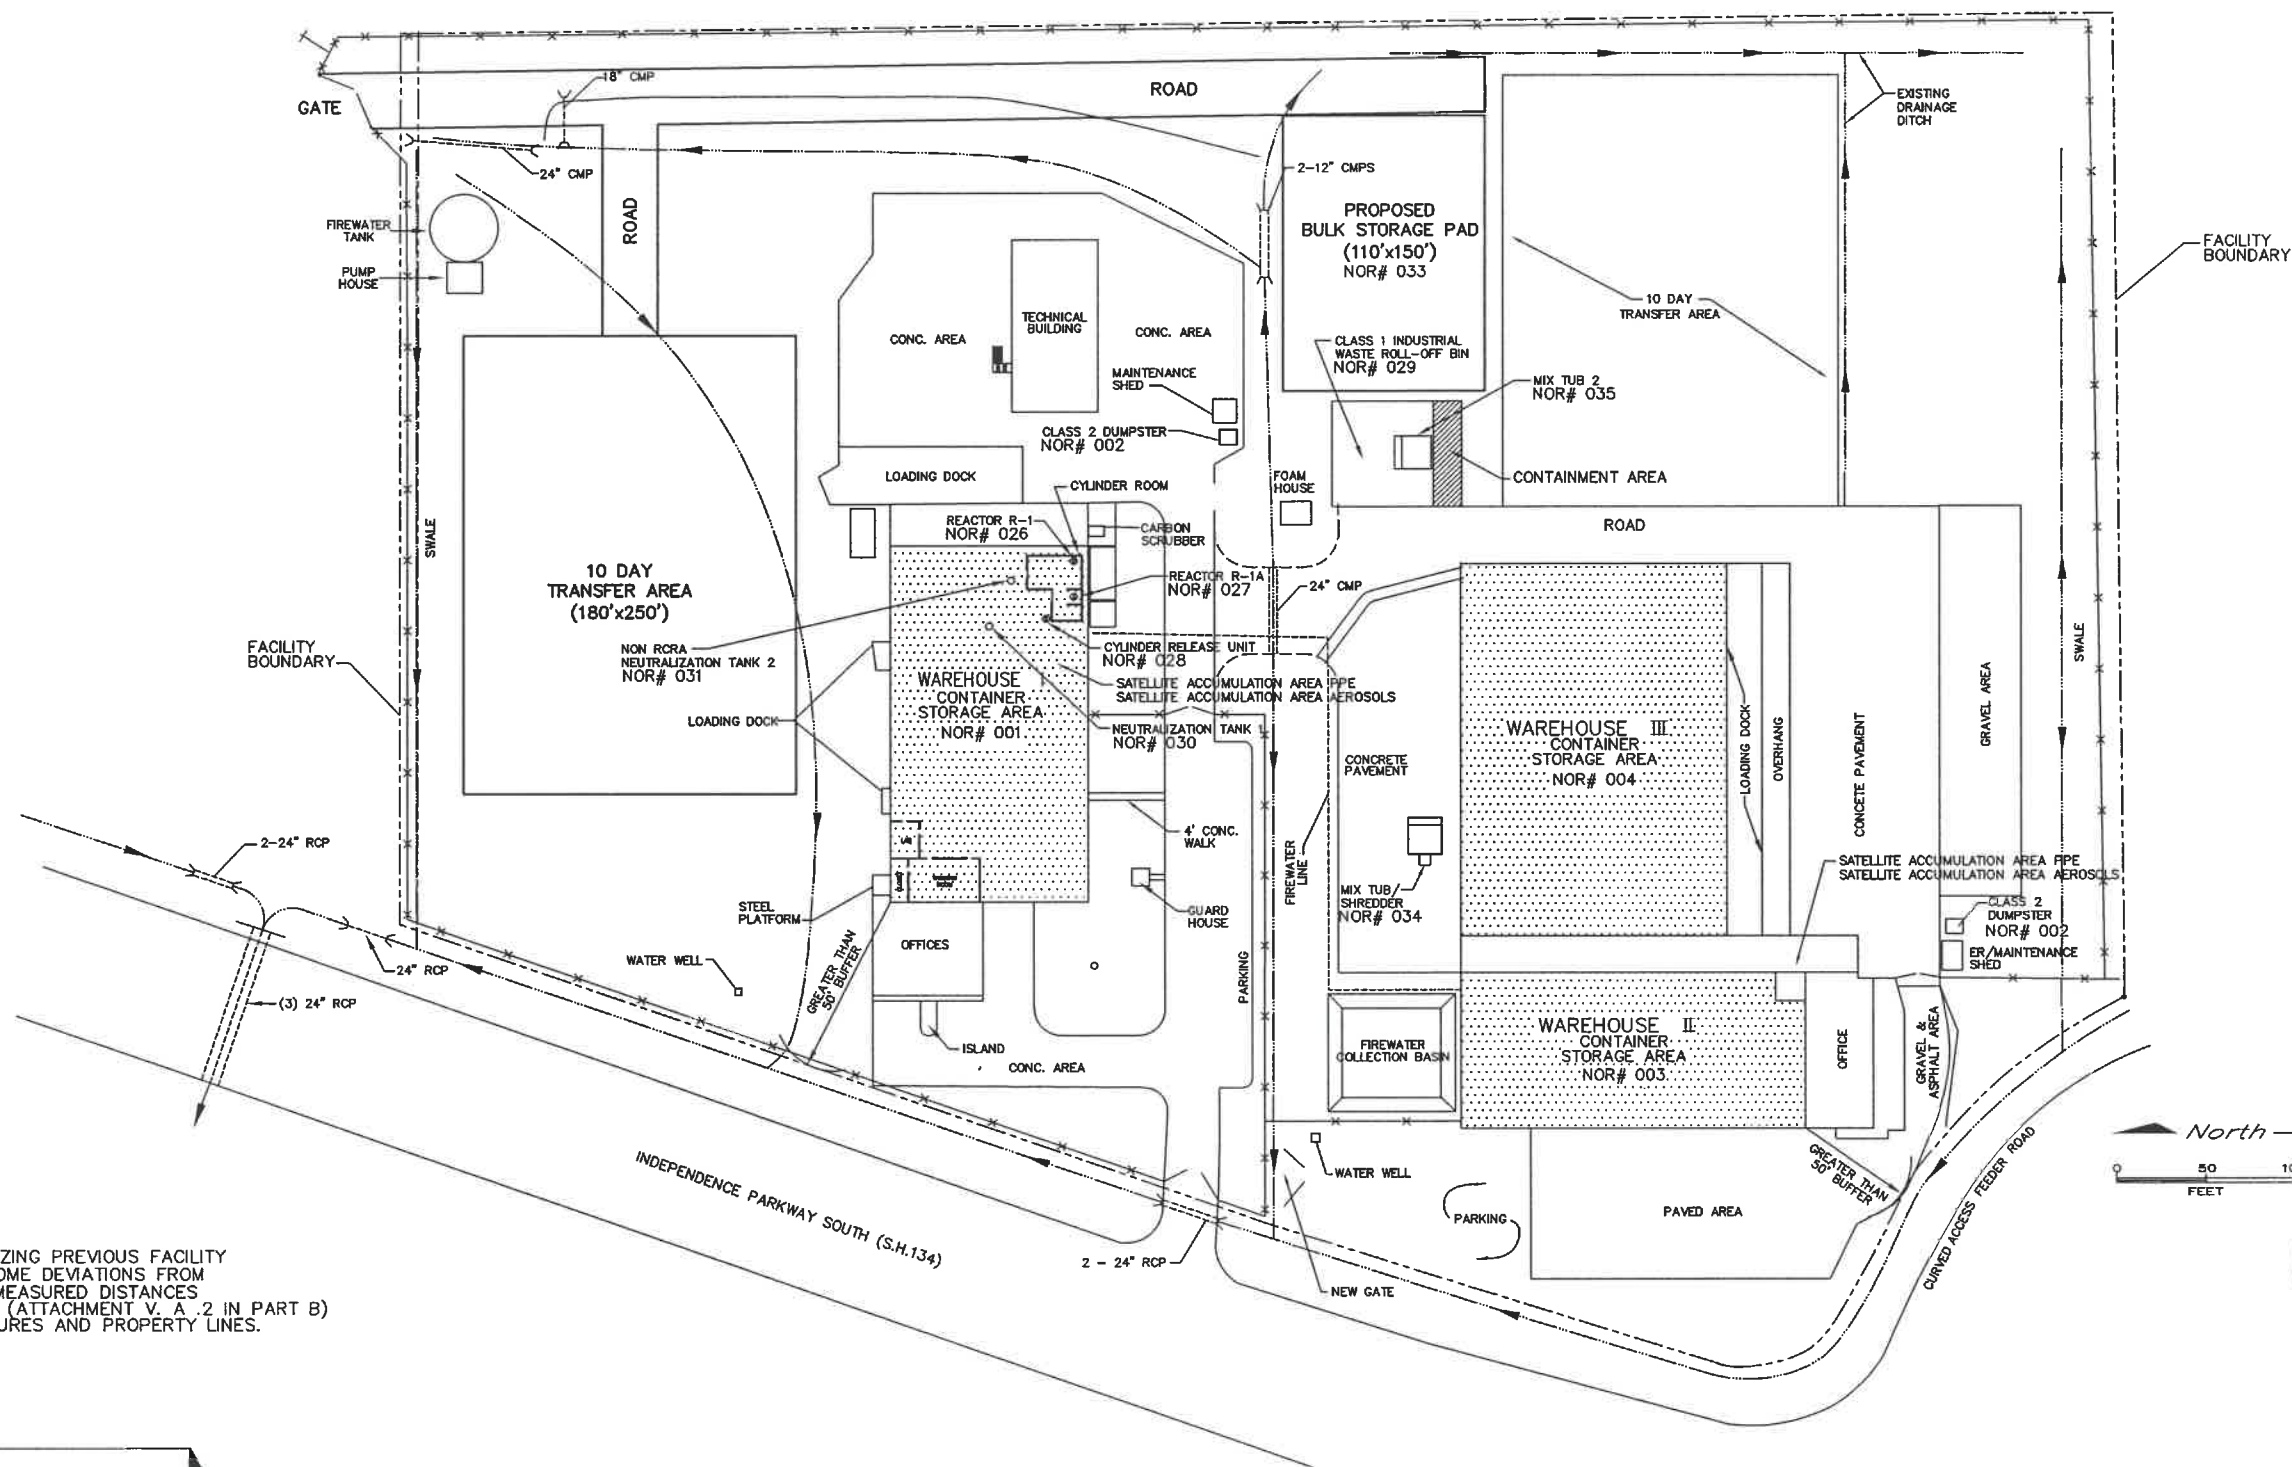 GATE
18" CMP
ROAD
24" CMP
ROAD
2-12" CMPS
EXISTING
DRAINAGE
DITCH
FIREWATER
TANK
PUMP
HOUSE
PROPOSED
BULK STORAGE PAD
(110'x150')
NOR# 033
FACILITY
BOUNDARY
10 DAY
TRANSFER AREA
CONC. AREA
TECHNICAL
BUILDING
CONC. AREA
CLASS 1 INDUSTRIAL
WASTE ROLL-OFF BIN
NOR# 029
MAINTENANCE
SHED
MIX TUB 2
NOR# 035
CLASS 2 DUMPSTER
NOR# 002
LOADING DOCK
CYLINDER ROOM
FOAM
HOUSE
CONTAINMENT AREA
REACTOR R-1
NOR# 026
CARBON
SCRUBBER
ROAD
SWALE
10 DAY
TRANSFER AREA
(180'x250')
REACTOR R-1A
NOR# 027
24" CMP
FACILITY
BOUNDARY
NON RCRA
NEUTRALIZATION TANK 2
NOR# 031
CYLINDER RELEASE UNIT
NOR# 028
SATELLITE ACCUMULATION AREA PPE
SATELLITE ACCUMULATION AREA AEROSOLS
WAREHOUSE I
CONTAINER
STORAGE AREA
NOR# 001
LOADING DOCK
NEUTRALIZATION TANK 1
NOR# 030
CONCRETE
PAVEMENT
WAREHOUSE III
CONTAINER
STORAGE AREA
NOR# 004
LOADING DOCK
OVERHANG
CONCETE PAVEMENT
GRAVEL AREA
SWALE
2-24" RCP
4' CONC.
WALK
LAB
FIREWATER
LINE
MIX TUB/
SHREDDER
NOR# 034
SATELLITE ACCUMULATION AREA PPE
SATELLITE ACCUMULATION AREA AEROSOLS
STEEL
PLATFORM
GUARD
HOUSE
CLASS 2
DUMPSTER
NOR# 002
ER/MAINTENANCE
SHED
OFFICES
GREATER THAN
50' BUFFER
WATER WELL
24" RCP
(3) 24" RCP
PARKING
ISLAND
CONC. AREA
FIREWATER
COLLECTION BASIN
WAREHOUSE II
CONTAINER
STORAGE AREA
NOR# 003
OFFICE
GRAVEL &
ASPHALT AREA
North
0 50 10
FEET
INDEPENDENCE PARKWAY SOUTH (S.H.134)
WATER WELL
GREATER THAN
50' BUFFER
CURVED ACCESS FEEDER ROAD
PARKING
PAVED AREA
2 - 24" RCP
NEW GATE
ZING PREVIOUS FACILITY
OME DEVIATIONS FROM
MEASURED DISTANCES
(ATTACHMENT V. A .2 IN PART B)
URES AND PROPERTY LINES.